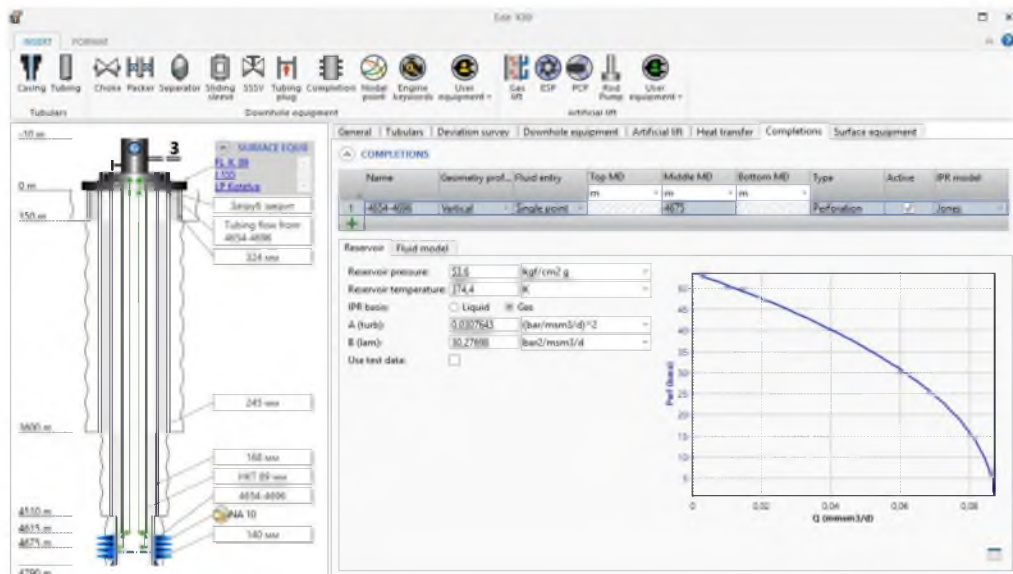 Edit X39
INSERT FORMAT
Casing Tubing Choke Packer Separator Sliding sleeve SSSV Tubing plug Completion Nodal point Engine keywords User equipment Gas lift ESP PCP Rod Pump User equipment
Tubulars Downhole equipment Artificial lift
-10 m
3
SURFACE EQUIP
0 m
Tubing flow from
4654-4696
150 m
324 мм
245 мм
3600 m
168 мм
НКТ 89 мм
4654-4696
4510 m
NA 10
4615 m
140 мм
4675 m
4790 m
General Tubulars Deviation survey Downhole equipment Artificial lift Heat transfer Completions Surface equipment
COMPLETIONS
Name Geometry prof... Fluid entry Top MD Middle MD Bottom MD Type Active IPR model
m m m
1 4654-4696 Vertical Single point 4675 Perforation Jones
Reservoir Fluid model
Reservoir pressure: 53,6 kgf/cm2 g
Reservoir temperature: 374,4 K
IPR basis: Liquid Gas
A (turb): 0,0307643 (bar/msm3/d)^2
B (lam): 30,27698 bar2/msm3/d
Use test data:
Pwf (bara)
50
45
40
35
30
25
20
15
10
5
0 0,02 0,04 0,06 0,08
Q (mmsm3/d)